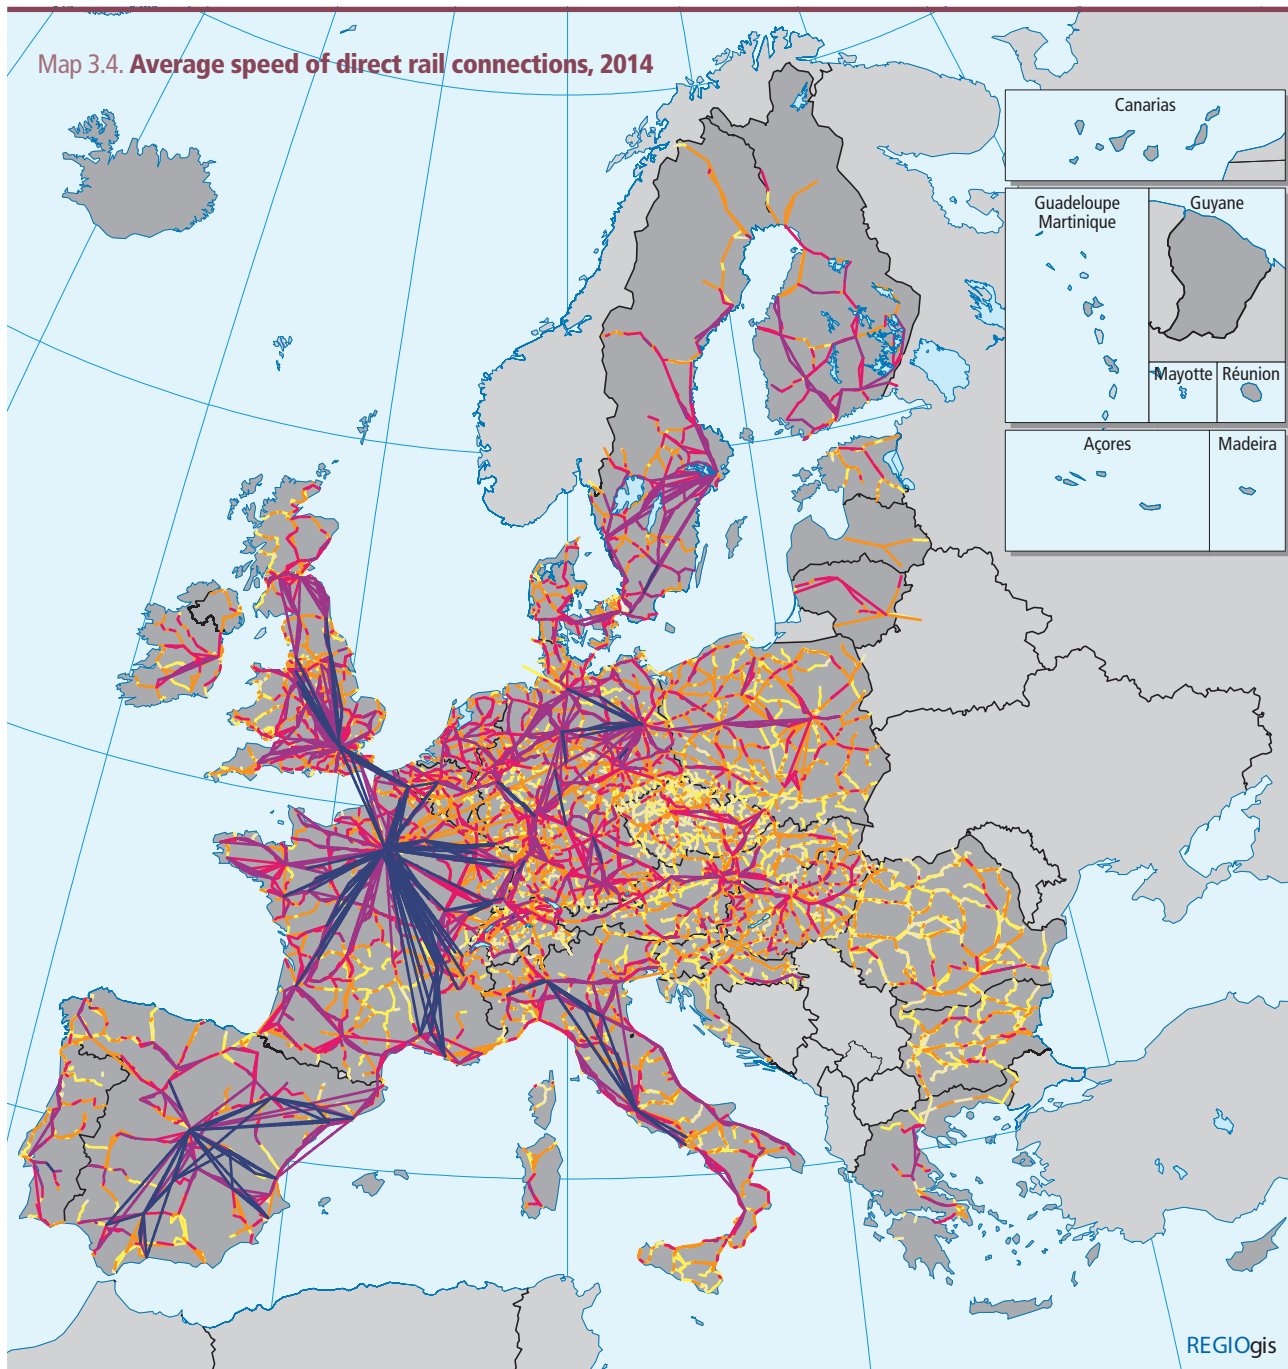 Map 3.4. Average speed of direct rail connections, 2014
Canarias
Guadeloupe
Martinique
Guyane
Mayotte
Réunion
Açores
Madeira
REGIOgis